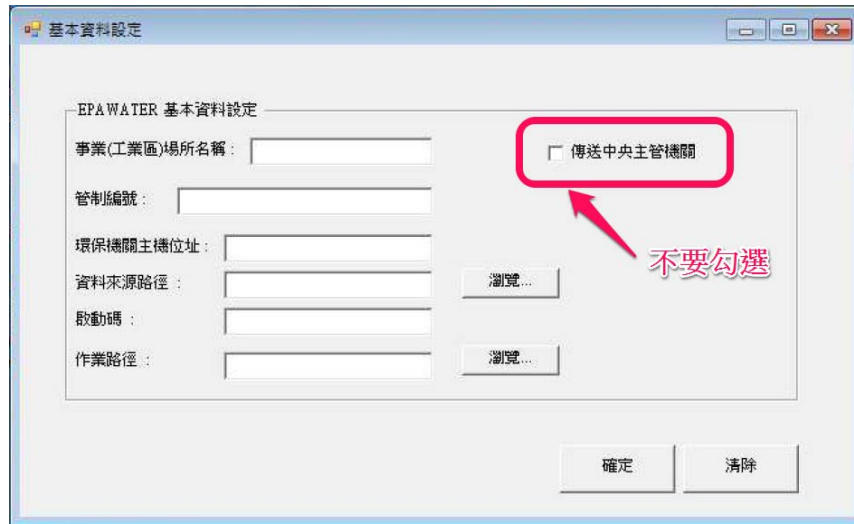 基本資料設定
EPAWATER 基本資料設定
事業(工業區)場所名稱：
傳送中央主管機關
管制編號：
不要勾選
環保機關主機位址：
資料來源路徑：
瀏覽...
啟動碼：
作業路徑：
瀏覽...
確定
清除